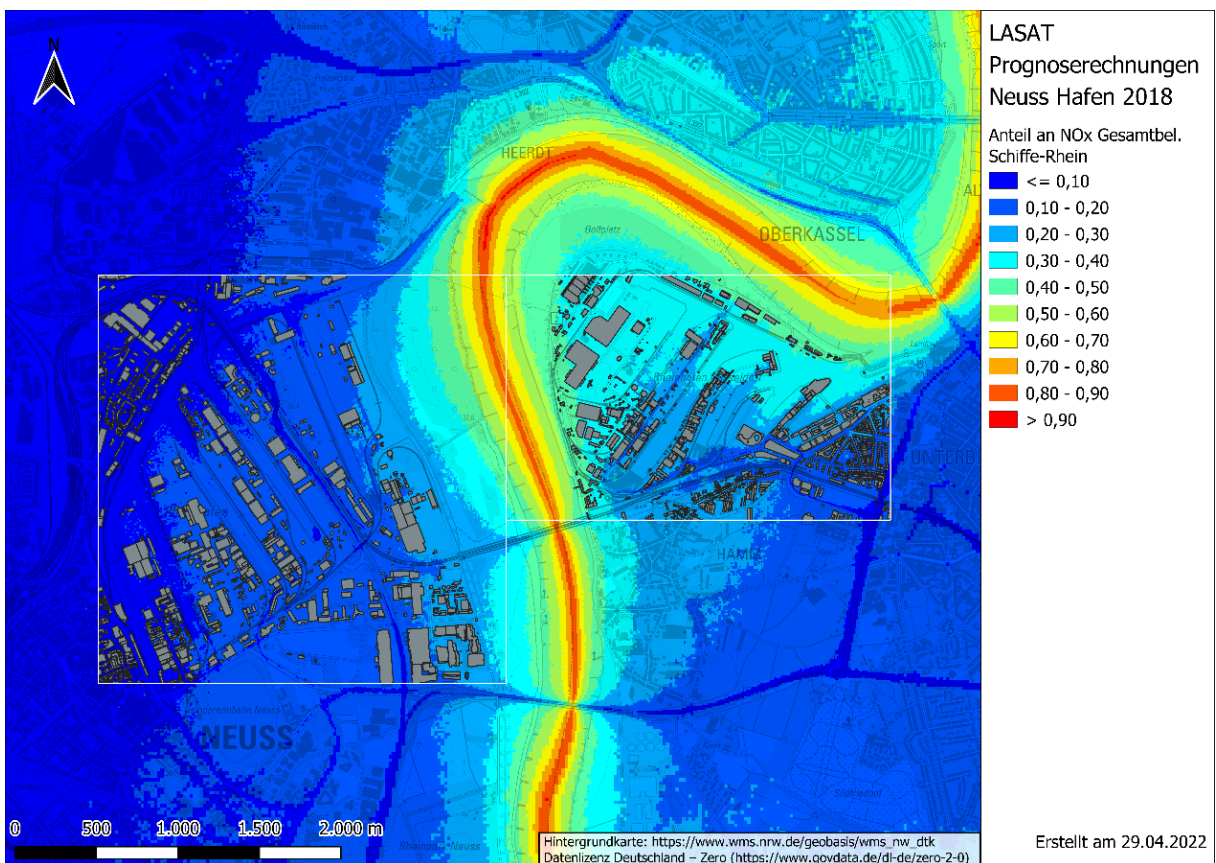 LASAT
Prognoserechnungen
Neuss Hafen 2018
Anteil an NOx Gesamtbel.
Schiffe-Rhein
<= 0,10
0,10 - 0,20
0,20 - 0,30
0,30 - 0,40
0,40 - 0,50
0,50 - 0,60
0,60 - 0,70
0,70 - 0,80
0,80 - 0,90
> 0,90
N
HEERDT
OBERKASSEL
Golfplatz
UNTERB
HAMM
NEUSS
Rheinpark Neuss
0 500 1.000 1.500 2.000 m
Hintergrundkarte: https://www.wms.nrw.de/geobasis/wms_nw_dtk
Datenlizenz Deutschland – Zero (https://www.govdata.de/dl-de/zero-2-0)
Erstellt am 29.04.2022